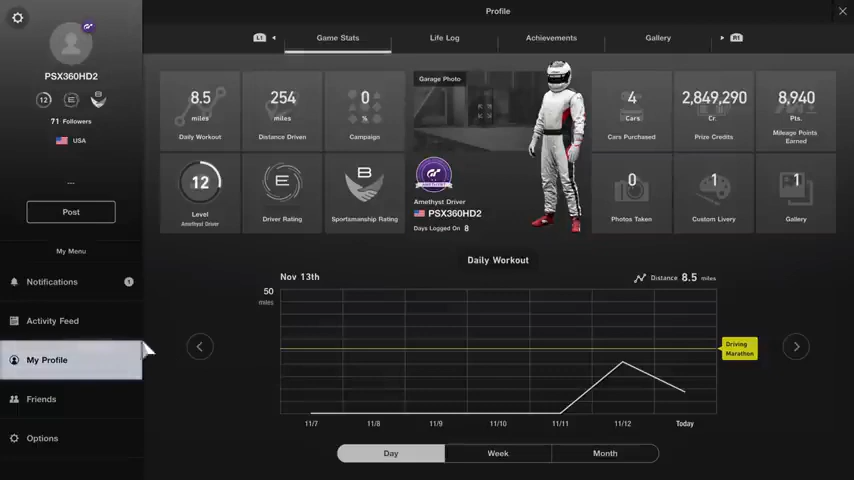 Profile
L1
Game Stats
Life Log
Achievements
Gallery
R1
PSX360HD2
12
E
B
71 Followers
USA
---
Post
My Menu
Notifications
1
Activity Feed
My Profile
Friends
Options
8.5
miles
Daily Workout
254
miles
Distance Driven
0
%
Campaign
12
Level
Amethyst Driver
E
Driver Rating
B
Sportsmanship Rating
Garage Photo
AMETHYST
Amethyst Driver
PSX360HD2
Days Logged On 8
4
Cars
Cars Purchased
2,849,290
Cr.
Prize Credits
8,940
Pts.
Mileage Points
Earned
0
Photos Taken
1
Custom Livery
1
Gallery
Daily Workout
Nov 13th
Distance 8.5 miles
50
miles
Driving
Marathon
11/7
11/8
11/9
11/10
11/11
11/12
Today
Day
Week
Month